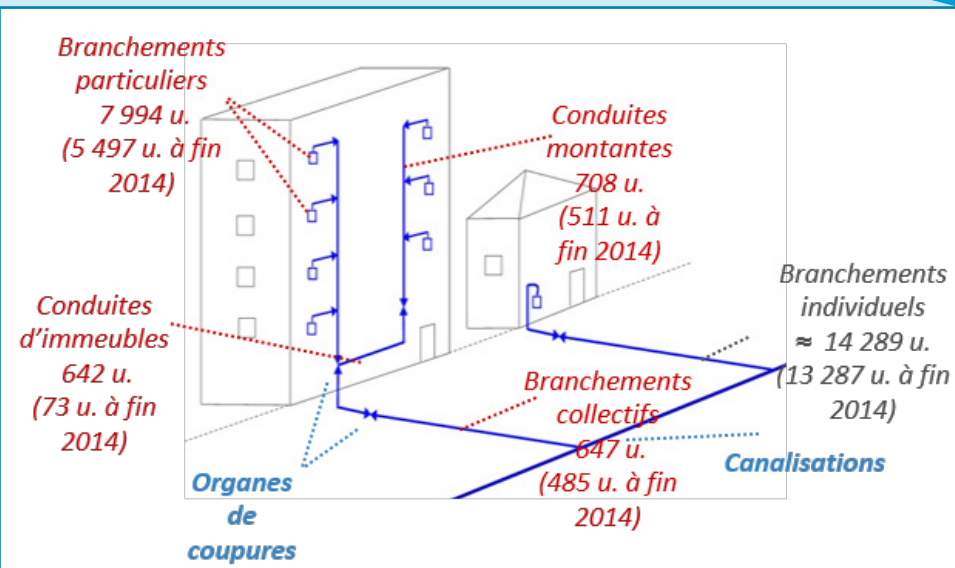 Branchements
particuliers
7 994 u.
(5 497 u. à fin
2014)
Conduites
montantes
708 u.
(511 u. à
fin 2014)
Conduites
d'immeubles
642 u.
(73 u. à fin
2014)
Branchements
individuels
≈ 14 289 u.
(13 287 u. à fin
2014)
Branchements
collectifs
647 u.
(485 u. à fin
2014)
Canalisations
Organes
de
coupures